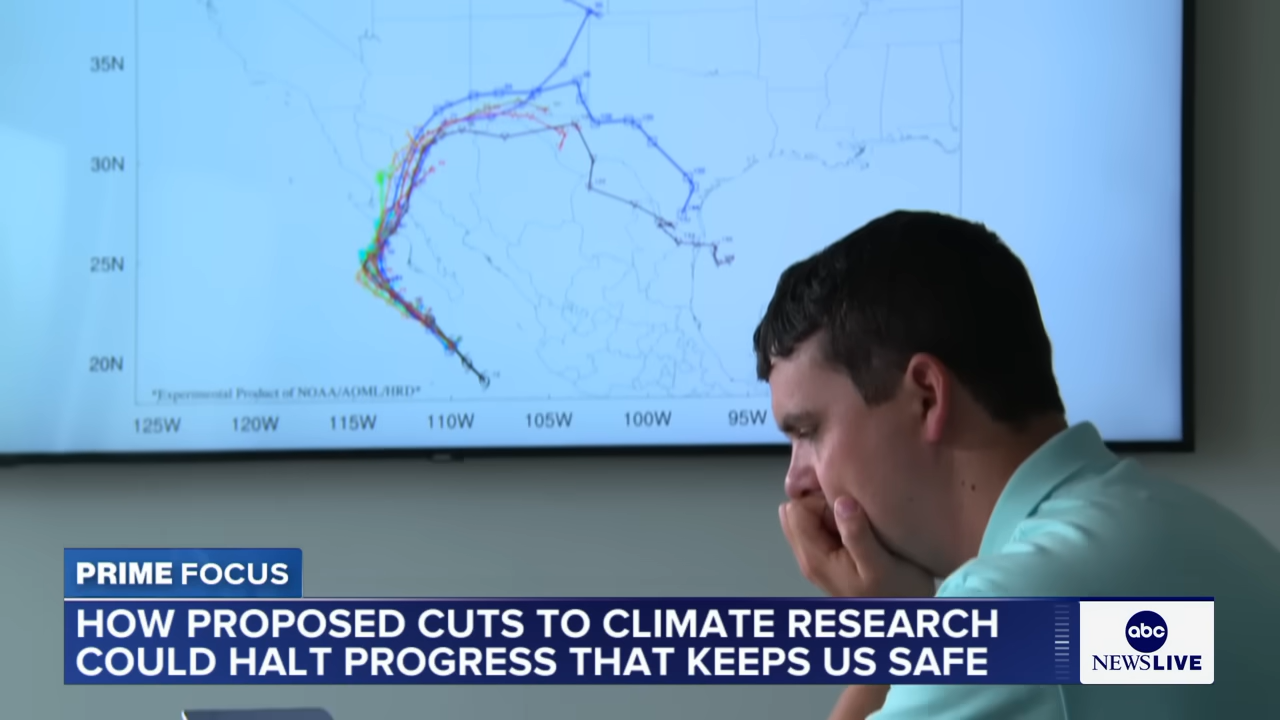 35N
30N
25N
20N
*Experimental Product of NOAA/AOML/HRD*
125W 120W 115W 110W 105W 100W 95W
PRIME FOCUS
HOW PROPOSED CUTS TO CLIMATE RESEARCH
COULD HALT PROGRESS THAT KEEPS US SAFE
abc
NEWSLIVE